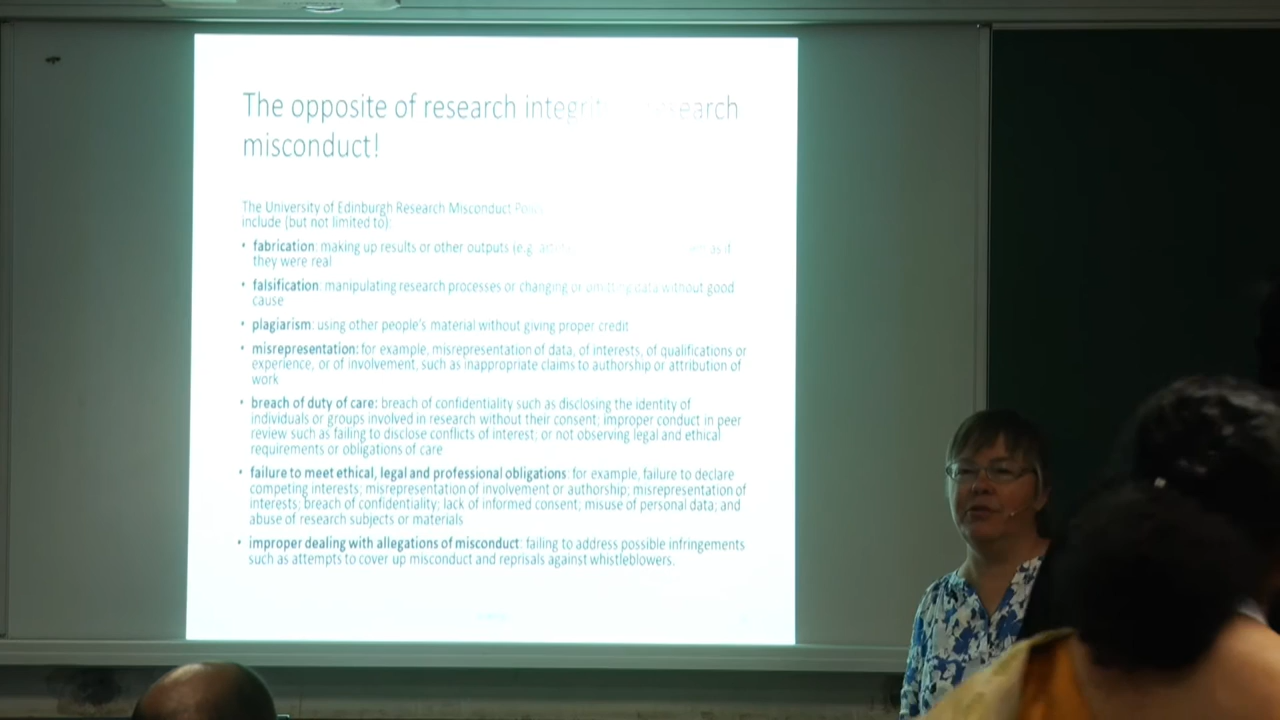 The opposite of research integrit research
misconduct!
The University of Edinburgh Research Misconduct
include (but not limited to):
• fabrication: making up results or other outputs (e.g. as if
they were real
• falsification: manipulating research processes or changing or omitting data without good
cause
• plagiarism: using other people's material without giving proper credit
• misrepresentation: for example, misrepresentation of data, of interests, of qualifications or
experience, or of involvement, such as inappropriate claims to authorship or attribution of
work
• breach of duty of care: breach of confidentiality such as disclosing the identity of
individuals or groups involved in research without their consent; improper conduct in peer
review such as failing to disclose conflicts of interest; or not observing legal and ethical
requirements or obligations of care
• failure to meet ethical, legal and professional obligations: for example, failure to declare
competing interests; misrepresentation of involvement or authorship; misrepresentation of
interests; breach of confidentiality; lack of informed consent; misuse of personal data; and
abuse of research subjects or materials
• improper dealing with allegations of misconduct: failing to address possible infringements
such as attempts to cover up misconduct and reprisals against whistleblowers.